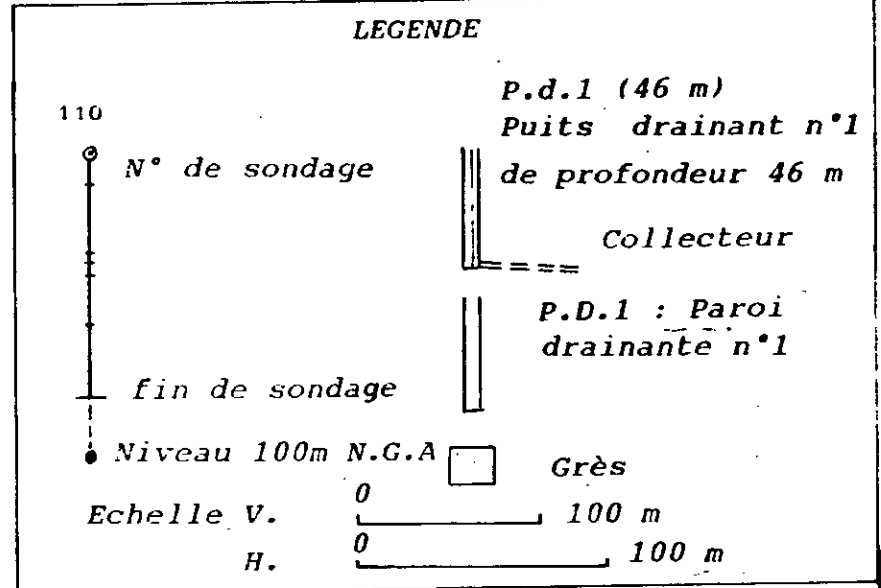 LEGENDE
110
N° de sondage
fin de sondage
Niveau 100m N.G.A
P.d.1 (46 m)
Puits drainant n°1
de profondeur 46 m
Collecteur
P.D.1 : Paroi
drainante n°1
Grès
Echelle V. 0 100 m
H. 0 100 m